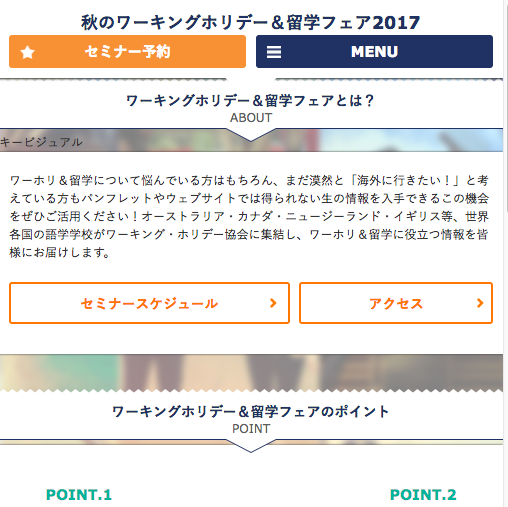 秋のワーキングホリデー＆留学フェア2017
セミナー予約
MENU
ワーキングホリデー＆留学フェアとは？
ABOUT
キービジュアル
ワーホリ＆留学について悩んでいる方はもちろん、まだ漠然と「海外に行きたい！」と考
えている方もパンフレットやウェブサイトでは得られない生の情報を入手できるこの機会
をぜひご活用ください！オーストラリア・カナダ・ニュージーランド・イギリス等、世界
各国の語学学校がワーキング・ホリデー協会に集結し、ワーホリ＆留学に役立つ情報を皆
様にお届けします。
セミナースケジュール
アクセス
ワーキングホリデー＆留学フェアのポイント
POINT
POINT.1
POINT.2